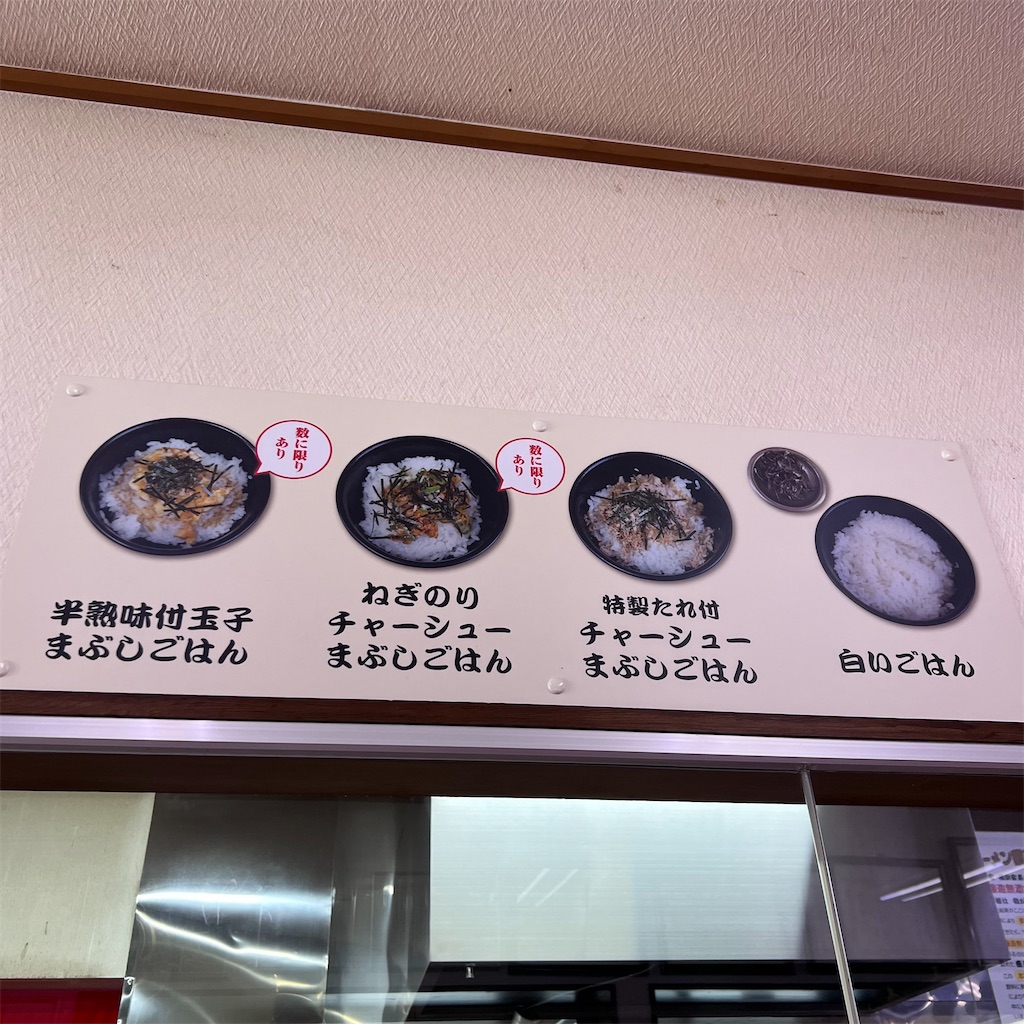 数に限り
あり
数に限り
あり
半熟味付玉子
まぶしごはん
ねぎのり
チャーシュー
まぶしごはん
特製たれ付
チャーシュー
まぶしごはん
白いごはん